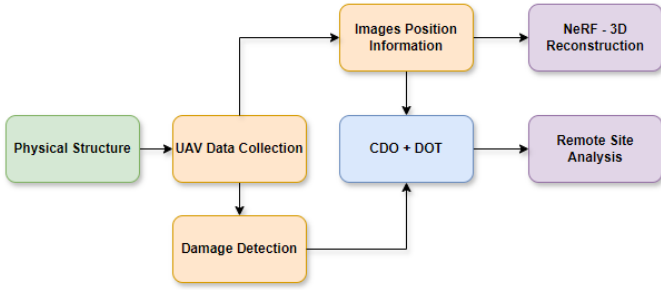 Images Position
Information
NeRF - 3D
Reconstruction
Physical Structure
UAV Data Collection
CDO + DOT
Remote Site
Analysis
Damage Detection